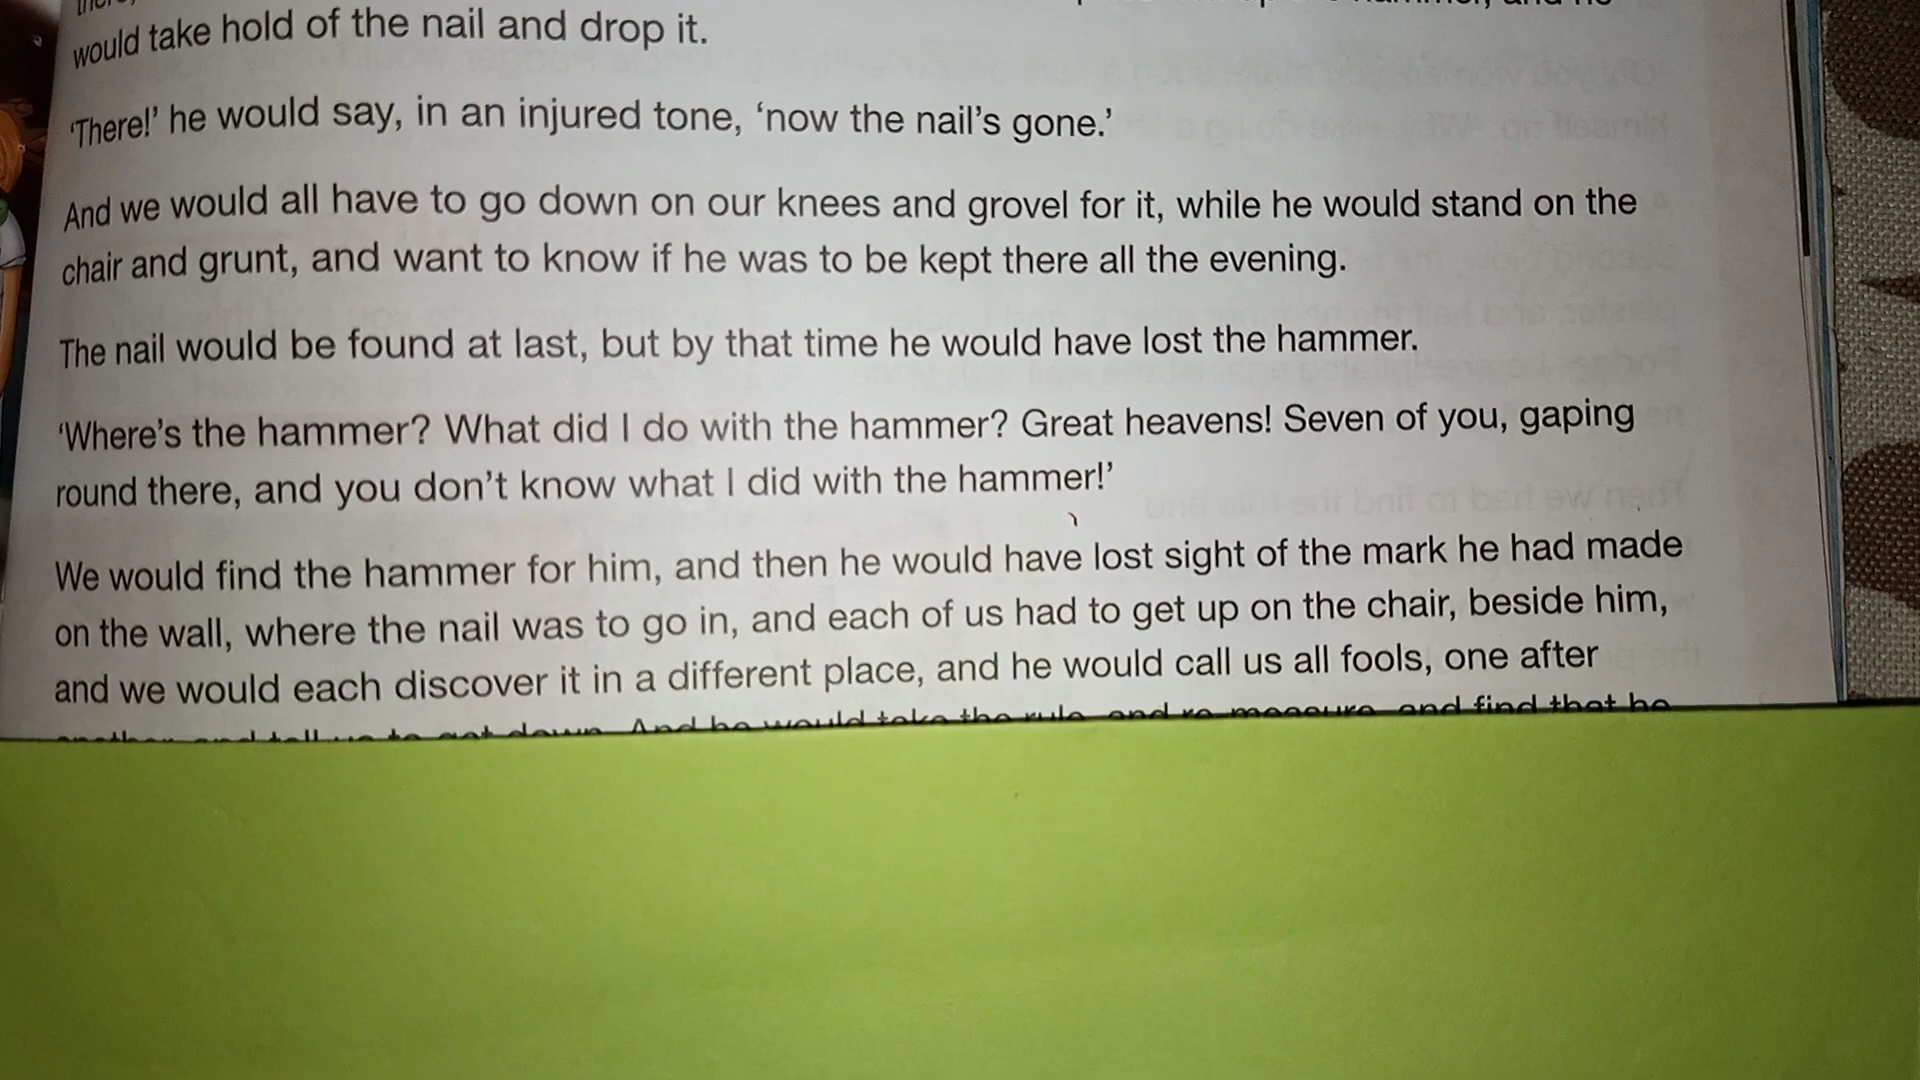 would take hold of the nail and drop it.
‘There!’ he would say, in an injured tone, ‘now the nail’s gone.’
And we would all have to go down on our knees and grovel for it, while he would stand on the
chair and grunt, and want to know if he was to be kept there all the evening.
The nail would be found at last, but by that time he would have lost the hammer.
‘Where’s the hammer? What did I do with the hammer? Great heavens! Seven of you, gaping
round there, and you don’t know what I did with the hammer!’
We would find the hammer for him, and then he would have lost sight of the mark he had made
on the wall, where the nail was to go in, and each of us had to get up on the chair, beside him,
and we would each discover it in a different place, and he would call us all fools, one after
and find that he